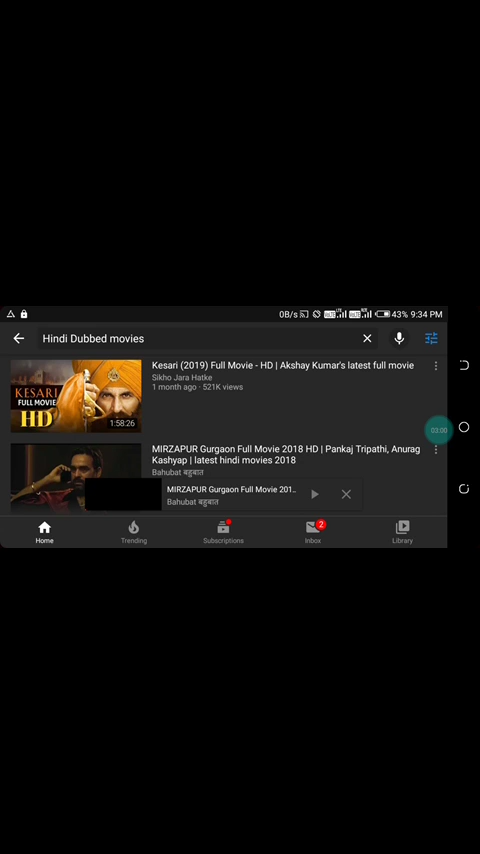 0B/s 43% 9:34 PM
Hindi Dubbed movies
Kesari (2019) Full Movie - HD | Akshay Kumar's latest full movie
Sikho Jara Hatke
1 month ago · 521K views
KESARI
FULL MOVIE
HD
1:58:26
03:00
MIRZAPUR Gurgaon Full Movie 2018 HD | Pankaj Tripathi, Anurag
Kashyap | latest hindi movies 2018
Bahubat बहुबात
MIRZAPUR Gurgaon Full Movie 201..
Bahubat बहुबात
Home
Trending
Subscriptions
2
Inbox
Library